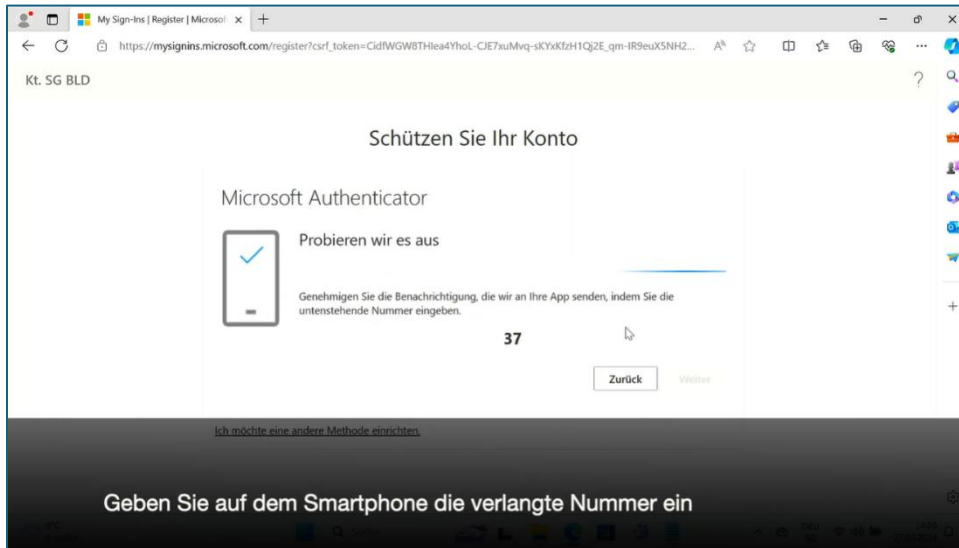 My Sign-Ins | Register | Microsof
https://mysignins.microsoft.com/register?csrf_token=CidfWGW8THIea4YhoL-CJE7xuMvq-sKYxKfzH1Qj2E_qm-IR9euX5NH2...
Kt. SG BLD
?
Schützen Sie Ihr Konto
Microsoft Authenticator
Probieren wir es aus
Genehmigen Sie die Benachrichtigung, die wir an Ihre App senden, indem Sie die
untenstehende Nummer eingeben.
37
Zurück
Weiter
Ich möchte eine andere Methode einrichten.
Geben Sie auf dem Smartphone die verlangte Nummer ein
DEU